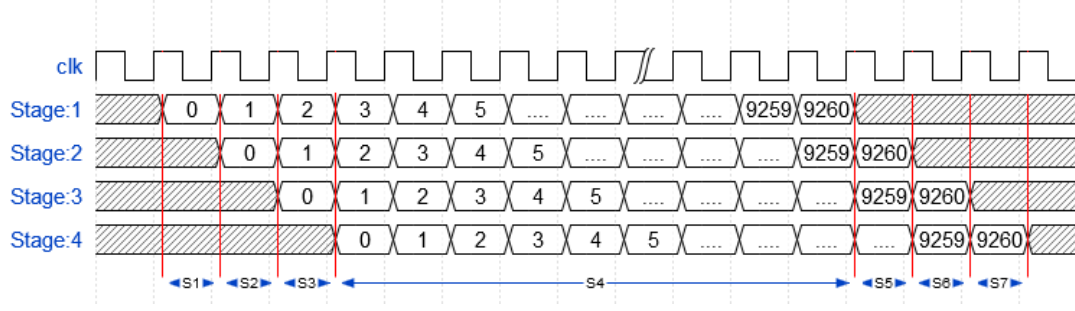 clk
Stage:1 0 1 2 3 4 5 .... .... .... .... 9259 9260
Stage:2 0 1 2 3 4 5 .... .... .... .... 9259 9260
Stage:3 0 1 2 3 4 5 .... .... .... .... 9259 9260
Stage:4 0 1 2 3 4 5 .... .... .... .... 9259 9260
S1 S2 S3 S4 S5 S6 S7